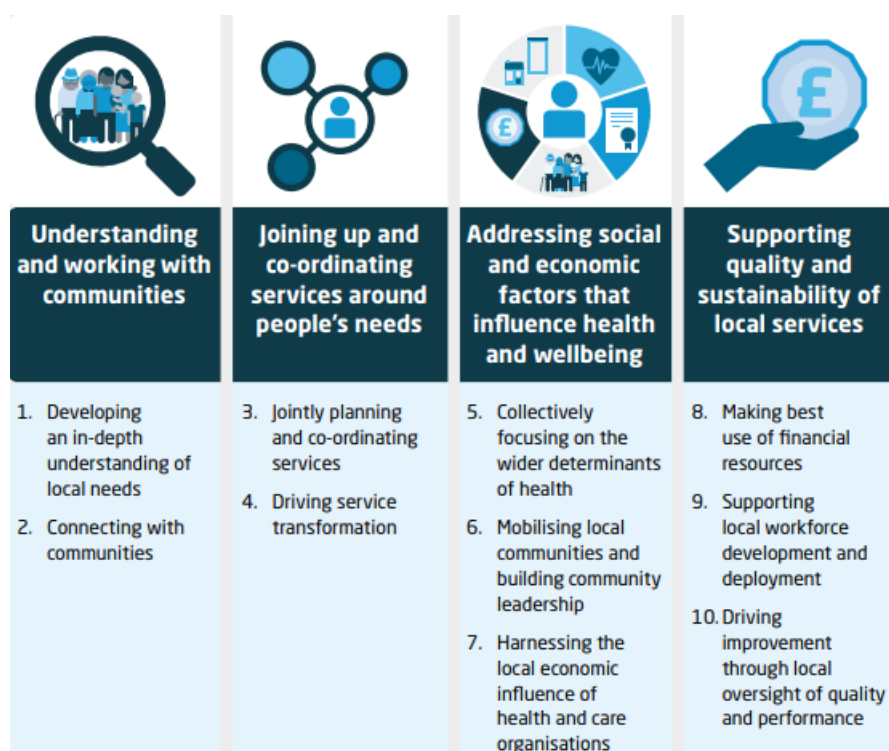 £
£
Understanding
and working with
communities
Joining up and
co-ordinating
services around
people's needs
Addressing social
and economic
factors that
influence health
and wellbeing
Supporting
quality and
sustainability of
local services
1. Developing
an in-depth
understanding of
local needs
2. Connecting with
communities
3. Jointly planning
and co-ordinating
services
4. Driving service
transformation
5. Collectively
focusing on the
wider determinants
of health
6. Mobilising local
communities and
building community
leadership
7. Harnessing the
local economic
influence of
health and care
organisations
8. Making best
use of financial
resources
9. Supporting
local workforce
development and
deployment
10. Driving
improvement
through local
oversight of quality
and performance